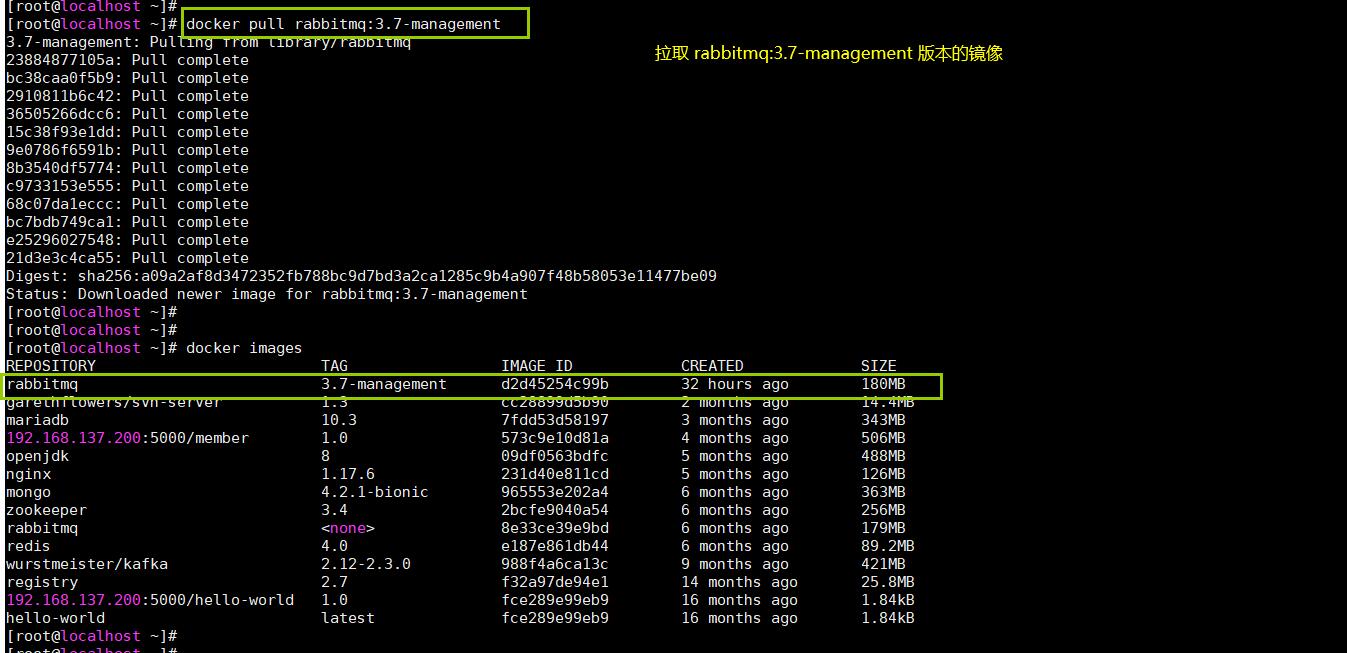 [root@localhost ~]#
[root@localhost ~]# docker pull rabbitmq:3.7-management
3.7-management: Pulling from library/rabbitmq
拉取 rabbitmq:3.7-management 版本的镜像
23884877105a: Pull complete
bc38caa0f5b9: Pull complete
2910811b6c42: Pull complete
36505266dcc6: Pull complete
15c38f93e1dd: Pull complete
9e0786f6591b: Pull complete
8b3540df5774: Pull complete
c9733153e555: Pull complete
68c07da1eccc: Pull complete
bc7bdb749ca1: Pull complete
e25296027548: Pull complete
21d3e3c4ca55: Pull complete
Digest: sha256:a09a2af8d3472352fb788bc9d7bd3a2ca1285c9b4a907f48b58053e11477be09
Status: Downloaded newer image for rabbitmq:3.7-management
[root@localhost ~]#
[root@localhost ~]#
[root@localhost ~]# docker images
REPOSITORY TAG IMAGE ID CREATED SIZE
rabbitmq 3.7-management d2d45254c99b 32 hours ago 180MB
garethflowers/svn-server 1.3 cc28899d5b90 2 months ago 14.4MB
mariadb 10.3 7fdd53d58197 3 months ago 343MB
192.168.137.200:5000/member 1.0 573c9e10d81a 4 months ago 506MB
openjdk 8 09df0563bdfc 5 months ago 488MB
nginx 1.17.6 231d40e811cd 5 months ago 126MB
mongo 4.2.1-bionic 965553e202a4 6 months ago 363MB
zookeeper 3.4 2bcfe9040a54 6 months ago 256MB
rabbitmq <none> 8e33ce39e9bd 6 months ago 179MB
redis 4.0 e187e861db44 6 months ago 89.2MB
wurstmeister/kafka 2.12-2.3.0 988f4a6ca13c 9 months ago 421MB
registry 2.7 f32a97de94e1 14 months ago 25.8MB
192.168.137.200:5000/hello-world 1.0 fce289e99eb9 16 months ago 1.84kB
hello-world latest fce289e99eb9 16 months ago 1.84kB
[root@localhost ~]#
[root@localhost ~]#